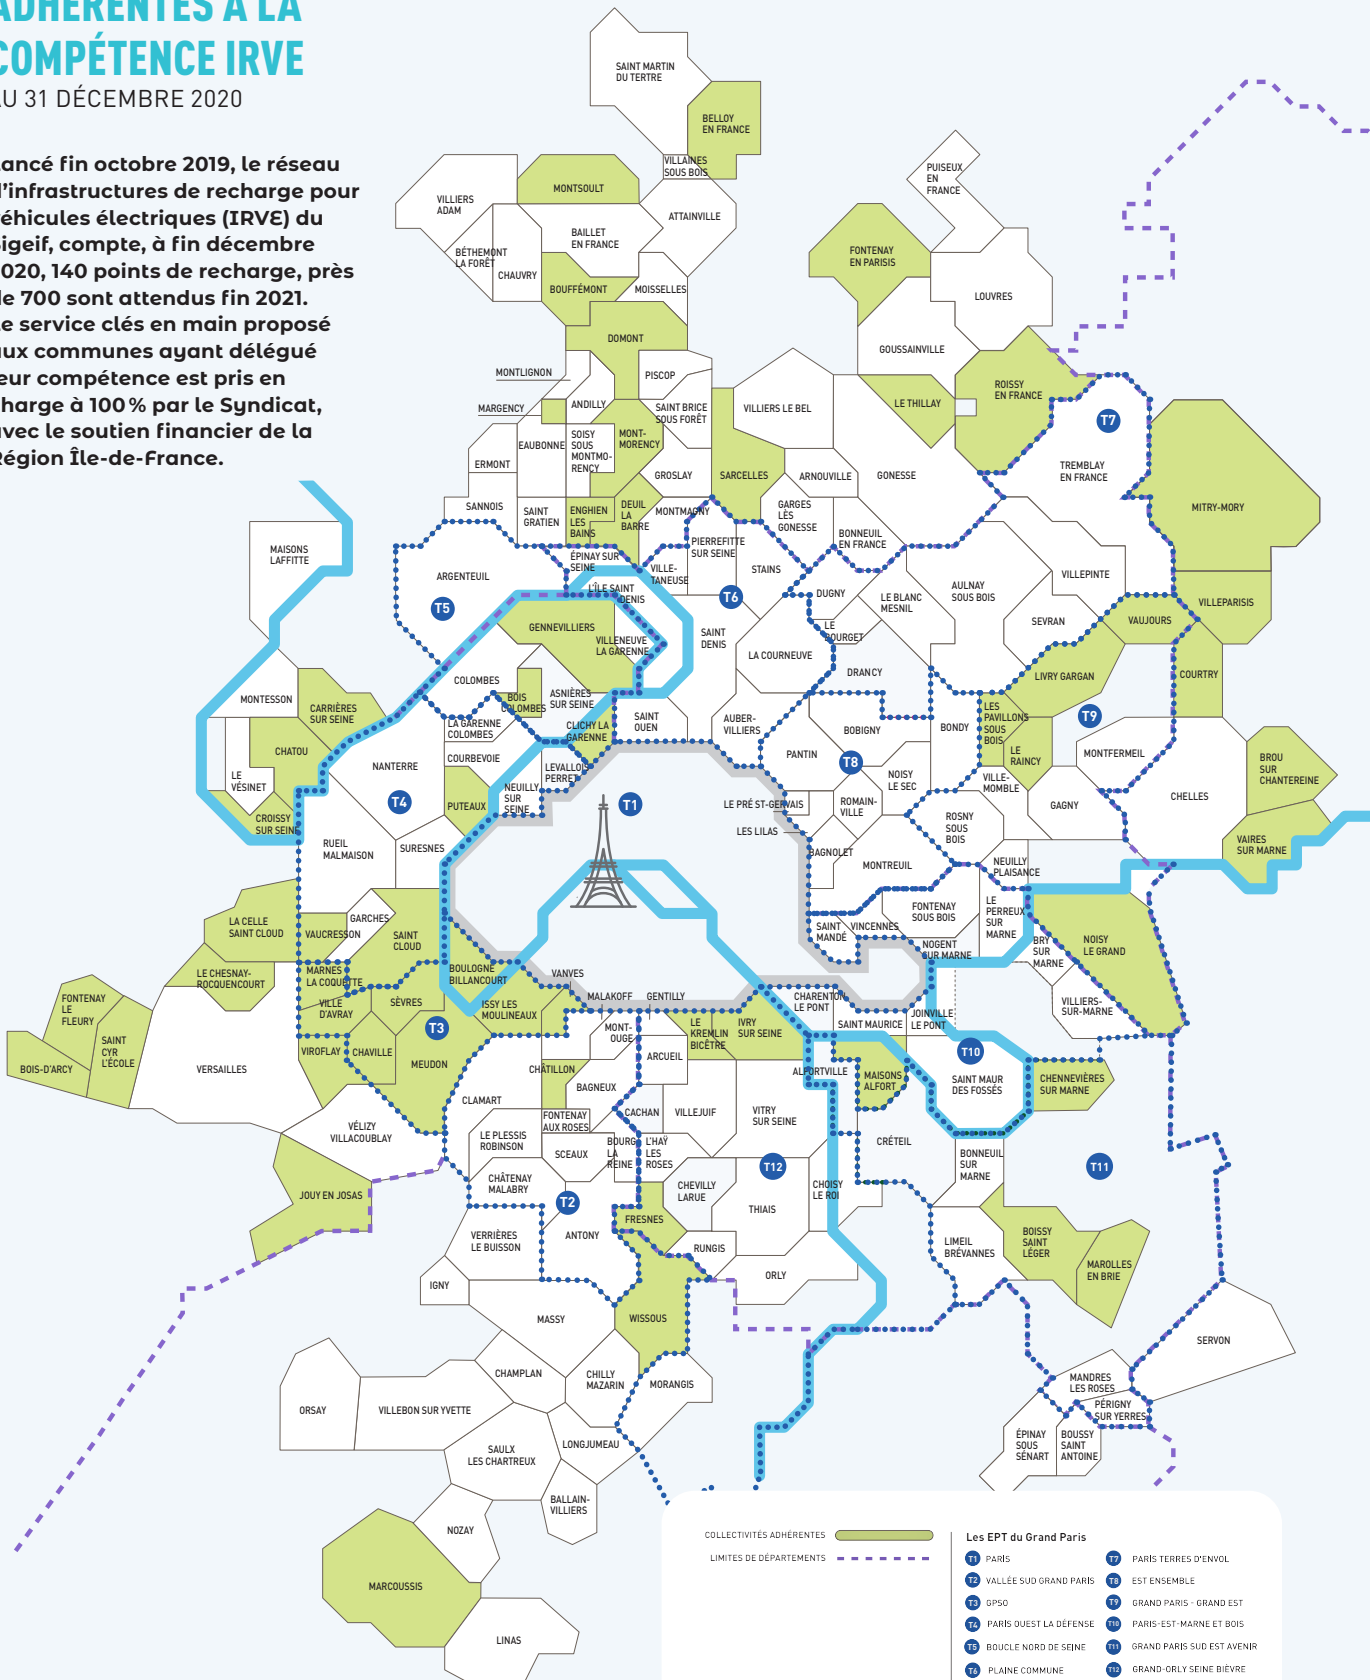 ADHÉRENTES À LA
COMPÉTENCE IRVE
AU 31 DÉCEMBRE 2020
Lancé fin octobre 2019, le réseau
d'infrastructures de recharge pour
véhicules électriques (IRVE) du
Sigeif, compte, à fin décembre
2020, 140 points de recharge, près
de 700 sont attendus fin 2021.
Le service clés en main proposé
aux communes ayant délégué
leur compétence est pris en
charge à 100 % par le Syndicat,
avec le soutien financier de la
Région Île-de-France.
SAINT MARTIN
DU TERTRE
BELLOY
EN FRANCE
VILLAINES
SOUS BOIS
MONTSOULT
VILLIERS
ADAM
ATTAINVILLE
BAILLET
EN FRANCE
BÉTHEMONT
LA FORÊT
CHAUVRY
BOUFFÉMONT
MOISSELLES
PUISEUX
EN
FRANCE
FONTENAY
EN PARISIS
LOUVRES
GOUSSAINVILLE
DOMONT
MONTLIGNON
PISCOP
MARGENCY
ANDILLY
SAINT BRICE
SOUS FORÊT
VILLIERS LE BEL
LE THILLAY
ROISSY
EN FRANCE
T7
TREMBLAY
EN FRANCE
EAUBONNE
SOISY
SOUS
MONTMO-
RENCY
MONT-
MORENCY
ERMONT
GROSLAY
SARCELLES
ARNOUVILLE
GONESSE
SANNOIS
SAINT
GRATIEN
ENGHIEN
LES
BAINS
DEUIL
LA
BARRE
MONTMAGNY
GARGES
LÈS
GONESSE
MITRY-MORY
MAISONS
LAFFITTE
ARGENTEUIL
T5
ÉPINAY SUR
SEINE
VILLE-
TANEUSE
PIERREFITTE
SUR SEINE
STAINS
BONNEUIL
EN FRANCE
L'ÎLE SAINT
DENIS
T6
DUGNY
LE BLANC
MESNIL
AULNAY
SOUS BOIS
VILLEPINTE
VILLEPARISIS
GENNEVILLIERS
VILLENEUVE
LA GARENNE
SAINT
DENIS
LE
BOURGET
SEVRAN
VAUJOURS
LA COURNEUVE
DRANCY
LIVRY GARGAN
COURTRY
MONTESSON
CARRIÈRES
SUR SEINE
COLOMBES
BOIS
COLOMBES
ASNIÈRES
SUR SEINE
LA GARENNE
COLOMBES
CLICHY LA
GARENNE
SAINT
OUEN
AUBER-
VILLIERS
BOBIGNY
BONDY
LES
PAVILLONS
SOUS
BOIS
T9
CHATOU
LE
VÉSINET
NANTERRE
COURBEVOIE
LEVALLOIS
PERRET
PANTIN
T8
NOISY
LE SEC
LE
RAINCY
MONTFERMEIL
BROU
SUR
CHANTEREINE
CROISSY
SUR SEINE
T4
PUTEAUX
NEUILLY
SUR
SEINE
T1
LE PRÉ ST-GERVAIS
ROMAIN-
VILLE
VILLE-
MOMBLE
GAGNY
CHELLES
RUEIL
MALMAISON
SURESNES
LES LILAS
BAGNOLET
ROSNY
SOUS
BOIS
VAIRES
SUR MARNE
MONTREUIL
NEUILLY
PLAISANCE
GARCHES
LA CELLE
SAINT CLOUD
VAUCRESSON
SAINT
CLOUD
SAINT
MANDÉ
VINCENNES
FONTENAY
SOUS BOIS
LE
PERREUX
SUR
MARNE
NOISY
LE GRAND
NOGENT
SUR MARNE
BRY
SUR
MARNE
LE CHESNAY-
ROCQUENCOURT
MARNES
LA COQUETTE
BOULOGNE
BILLANCOURT
VANVES
MALAKOFF
GENTILLY
CHARENTON
LE PONT
VILLIERS-
SUR-MARNE
FONTENAY
LE
FLEURY
VILLE
D'AVRAY
SÈVRES
ISSY LES
MOULINEAUX
SAINT MAURICE
JOINVILLE
LE PONT
T3
MONT-
ROUGE
LE
KREMLIN
BICÊTRE
IVRY
SUR SEINE
SAINT
CYR
L'ÉCOLE
VIROFLAY
CHAVILLE
MEUDON
ARCUEIL
T10
BOIS-D'ARCY
VERSAILLES
CHÂTILLON
ALFORTVILLE
MAISONS
ALFORT
SAINT MAUR
DES FOSSÉS
CHENNEVIÈRES
SUR MARNE
BAGNEUX
CLAMART
CACHAN
VILLEJUIF
VITRY
SUR SEINE
FONTENAY
AUX ROSES
VÉLIZY
VILLACOUBLAY
LE PLESSIS
ROBINSON
SCEAUX
BOURG
LA
REINE
L'HAŸ
LES
ROSES
CRÉTEIL
BONNEUIL
SUR
MARNE
T11
T12
JOUY EN JOSAS
CHÂTENAY
MALABRY
CHEVILLY
LARUE
CHOISY
LE ROI
T2
THIAIS
FRESNES
VERRIÈRES
LE BUISSON
ANTONY
RUNGIS
LIMEIL
BRÉVANNES
BOISSY
SAINT
LÉGER
MAROLLES
EN BRIE
IGNY
ORLY
MASSY
WISSOUS
SERVON
CHAMPLAN
CHILLY
MAZARIN
MORANGIS
MANDRES
LES ROSES
ORSAY
VILLEBON SUR YVETTE
PÉRIGNY
SUR YERRES
SAULX
LES CHARTREUX
LONGJUMEAU
ÉPINAY
SOUS
SÉNART
BOUSSY
SAINT
ANTOINE
BALLAIN-
VILLIERS
NOZAY
MARCOUSSIS
LINAS
COLLECTIVITÉS ADHÉRENTES
LIMITES DE DÉPARTEMENTS
Les EPT du Grand Paris
T1 PARIS
T2 VALLÉE SUD GRAND PARIS
T3 GPSO
T4 PARIS OUEST LA DÉFENSE
T5 BOUCLE NORD DE SEINE
T6 PLAINE COMMUNE
T7 PARIS TERRES D'ENVOL
T8 EST ENSEMBLE
T9 GRAND PARIS - GRAND EST
T10 PARIS-EST-MARNE ET BOIS
T11 GRAND PARIS SUD EST AVENIR
T12 GRAND-ORLY SEINE BIÈVRE